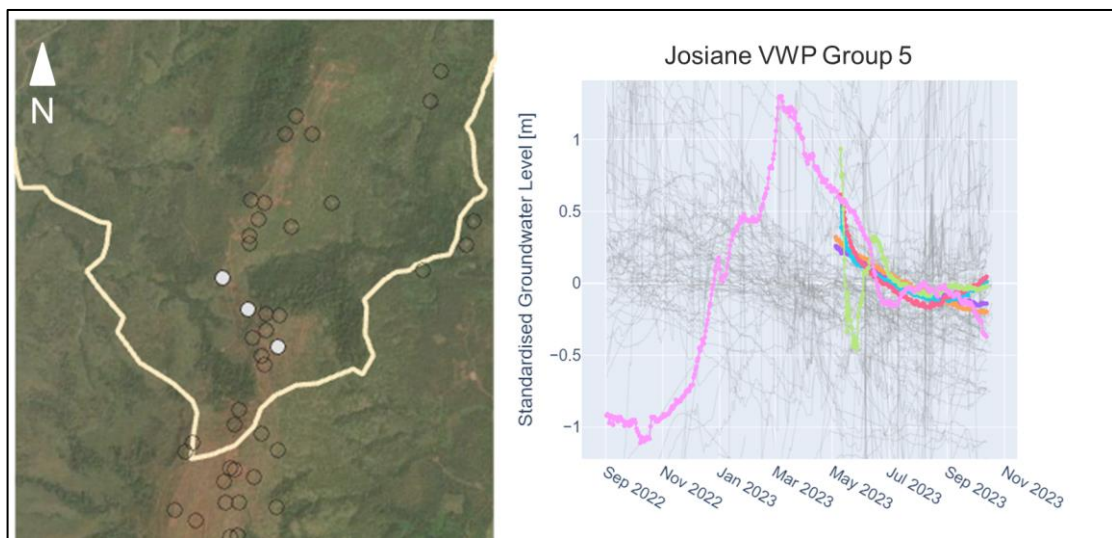 N
Josiane VWP Group 5
Standardised Groundwater Level [m]
1
0.5
0
−0.5
−1
Sep 2022
Nov 2022
Jan 2023
Mar 2023
May 2023
Jul 2023
Sep 2023
Nov 2023